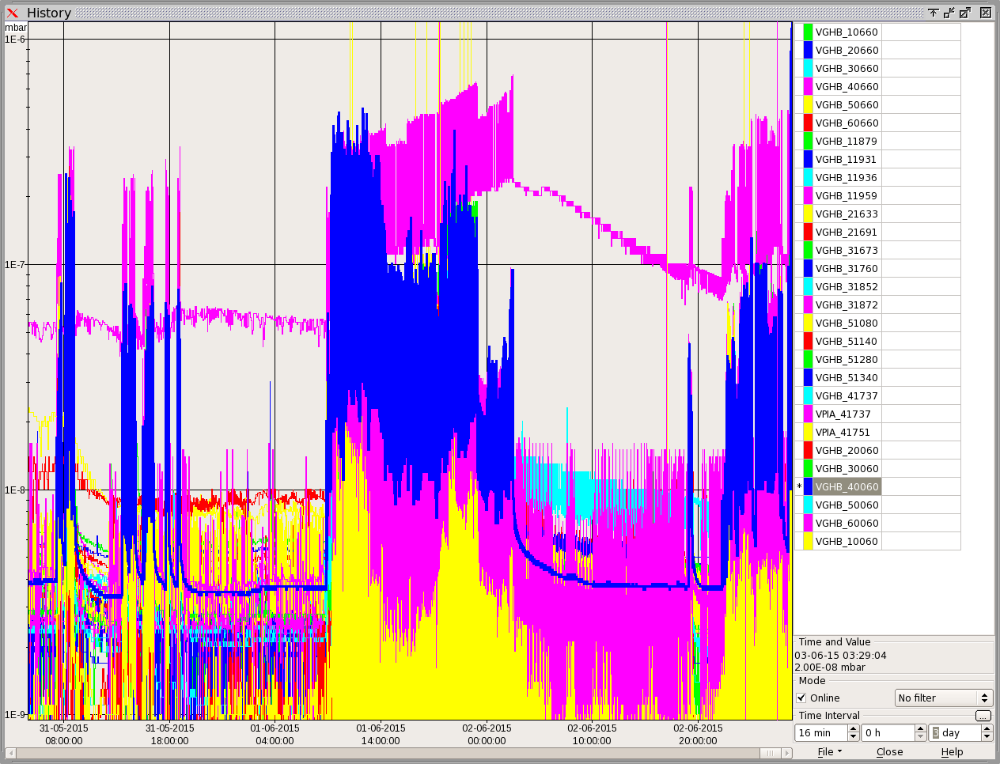 History
mbar
1E-6
1E-7
1E-8
1E-9
31-05-2015 31-05-2015 01-06-2015 01-06-2015 02-06-2015 02-06-2015 02-06-2015
08:00:00 18:00:00 04:00:00 14:00:00 00:00:00 10:00:00 20:00:00
VGHB_10660
VGHB_20660
VGHB_30660
VGHB_40660
VGHB_50660
VGHB_60660
VGHB_11879
VGHB_11931
VGHB_11936
VGHB_11959
VGHB_21633
VGHB_21691
VGHB_31673
VGHB_31760
VGHB_31852
VGHB_31872
VGHB_51080
VGHB_51140
VGHB_51280
VGHB_51340
VGHB_41737
VPIA_41737
VPIA_41751
VGHB_20060
VGHB_30060
* VGHB_40060
VGHB_50060
VGHB_60060
VGHB_10060
Time and Value
03-06-15 03:29:04
2.00E-08 mbar
Mode
Online No filter
Time Interval ...
16 min 0 h 3 day
File Close Help